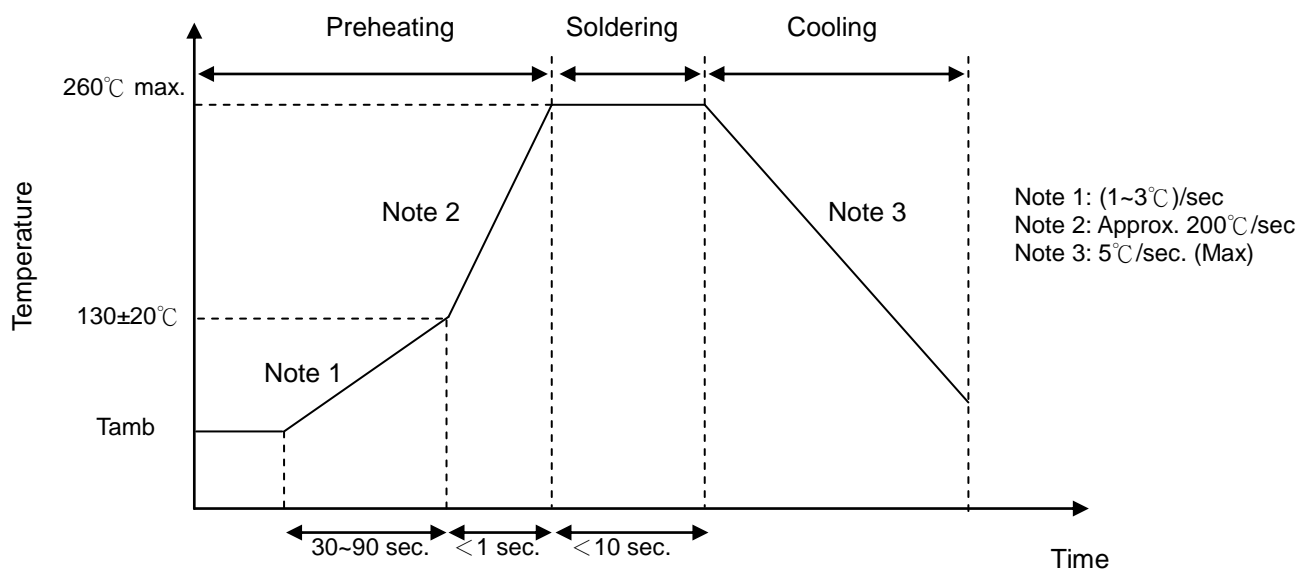 Preheating
Soldering
Cooling
260℃ max.
Note 2
Note 3
Note 1: (1~3℃)/sec
Note 2: Approx. 200℃/sec
Note 3: 5℃/sec. (Max)
Temperature
130±20℃
Note 1
Tamb
30~90 sec.
＜1 sec.
＜10 sec.
Time